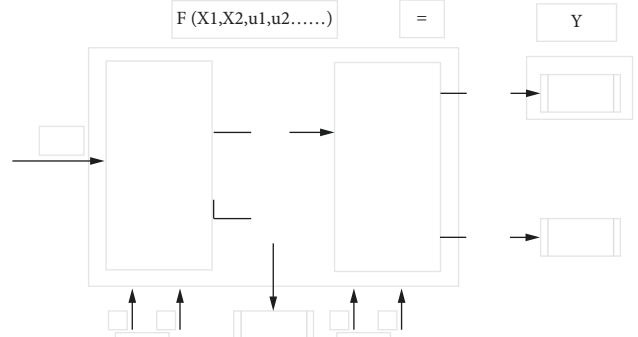 F (X1,X2,u1,u2……) = Y